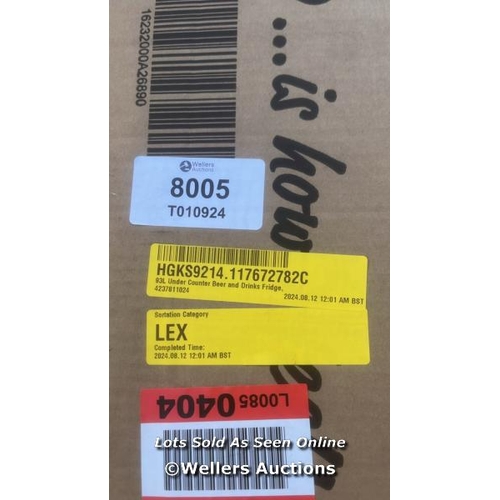 16232000A26890
...is how
Wellers
Auctions
8005
T010924
HGKS9214.117672782C
93L Under Counter Beer and Drinks Fridge,
4237811024
2024.08.12 12:01 AM BST
Sortation Category
LEX
Completed Time:
2024.08.12 12:01 AM BST
L0085 0404
Lots Sold As Seen Online
©Wellers Auctions